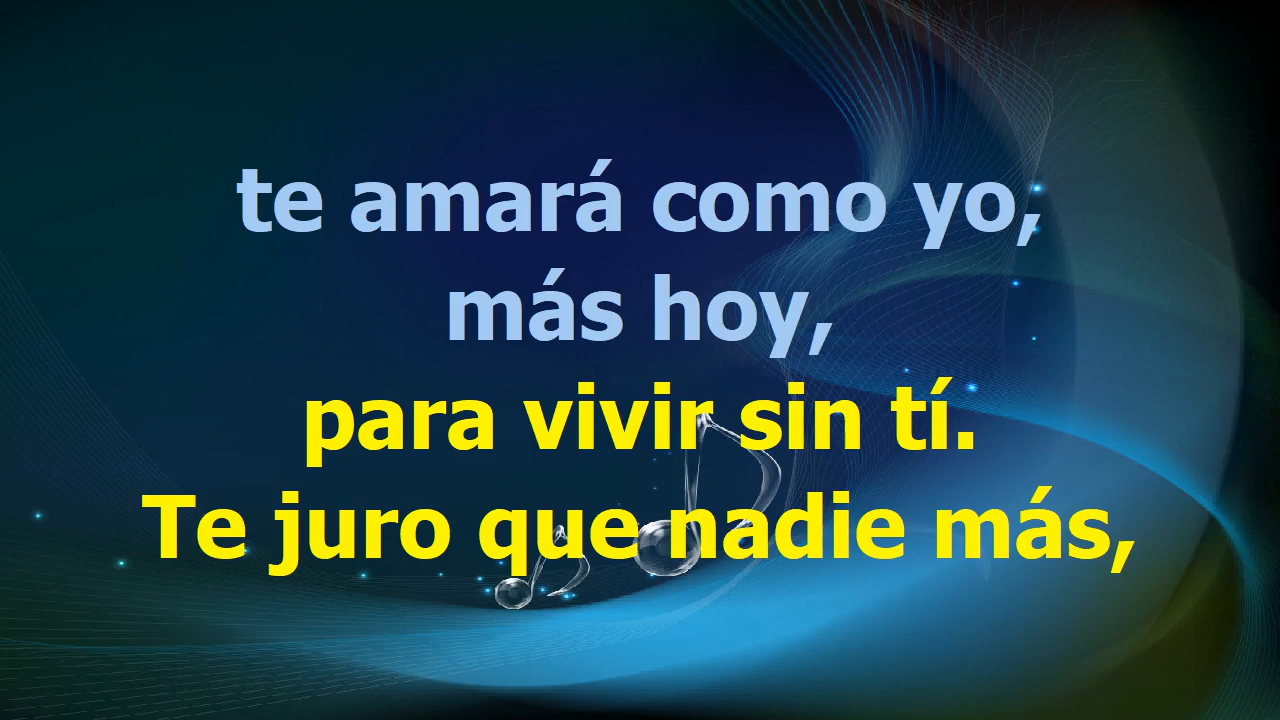 te amará como yo,
más hoy,
para vivir sin tí.
Te juro que nadie más,